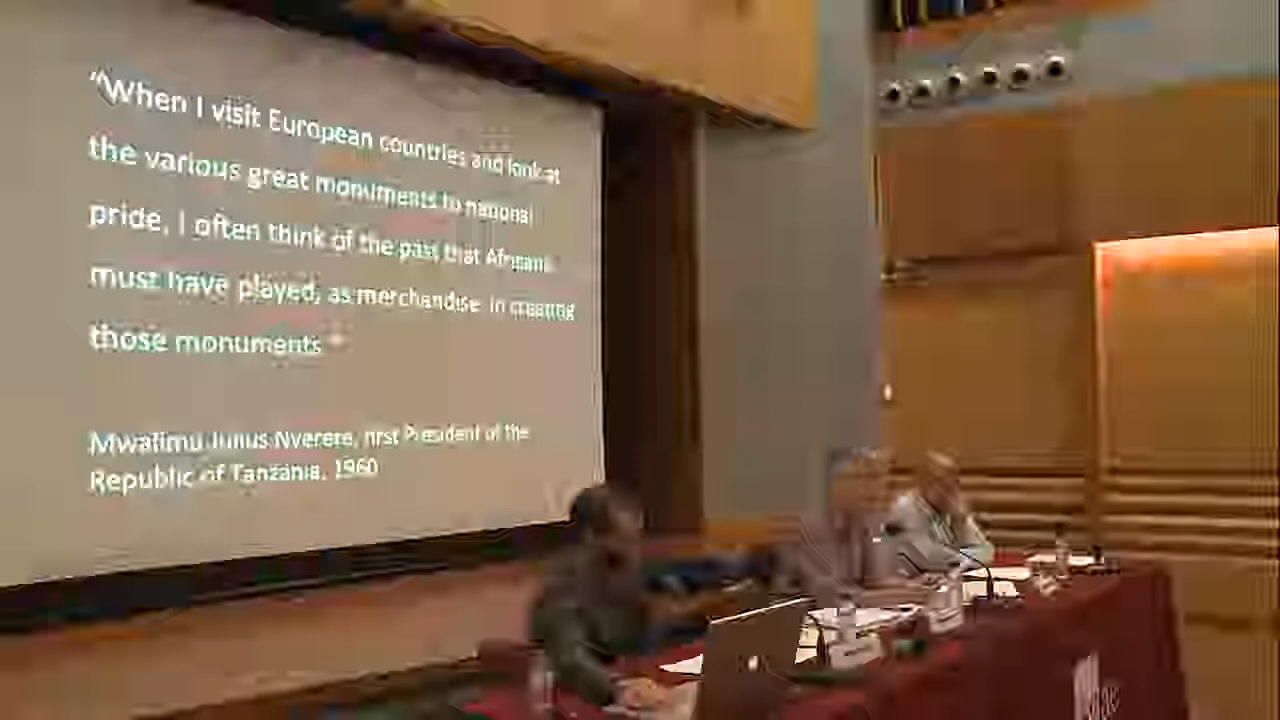 “When I visit European countries and look at
the various great monuments to national
pride, I often think of the past that Africans
must have played, as merchandise in creating
those monuments
Mwalimu Julius Nyerere, first President of the
Republic of Tanzania, 1960